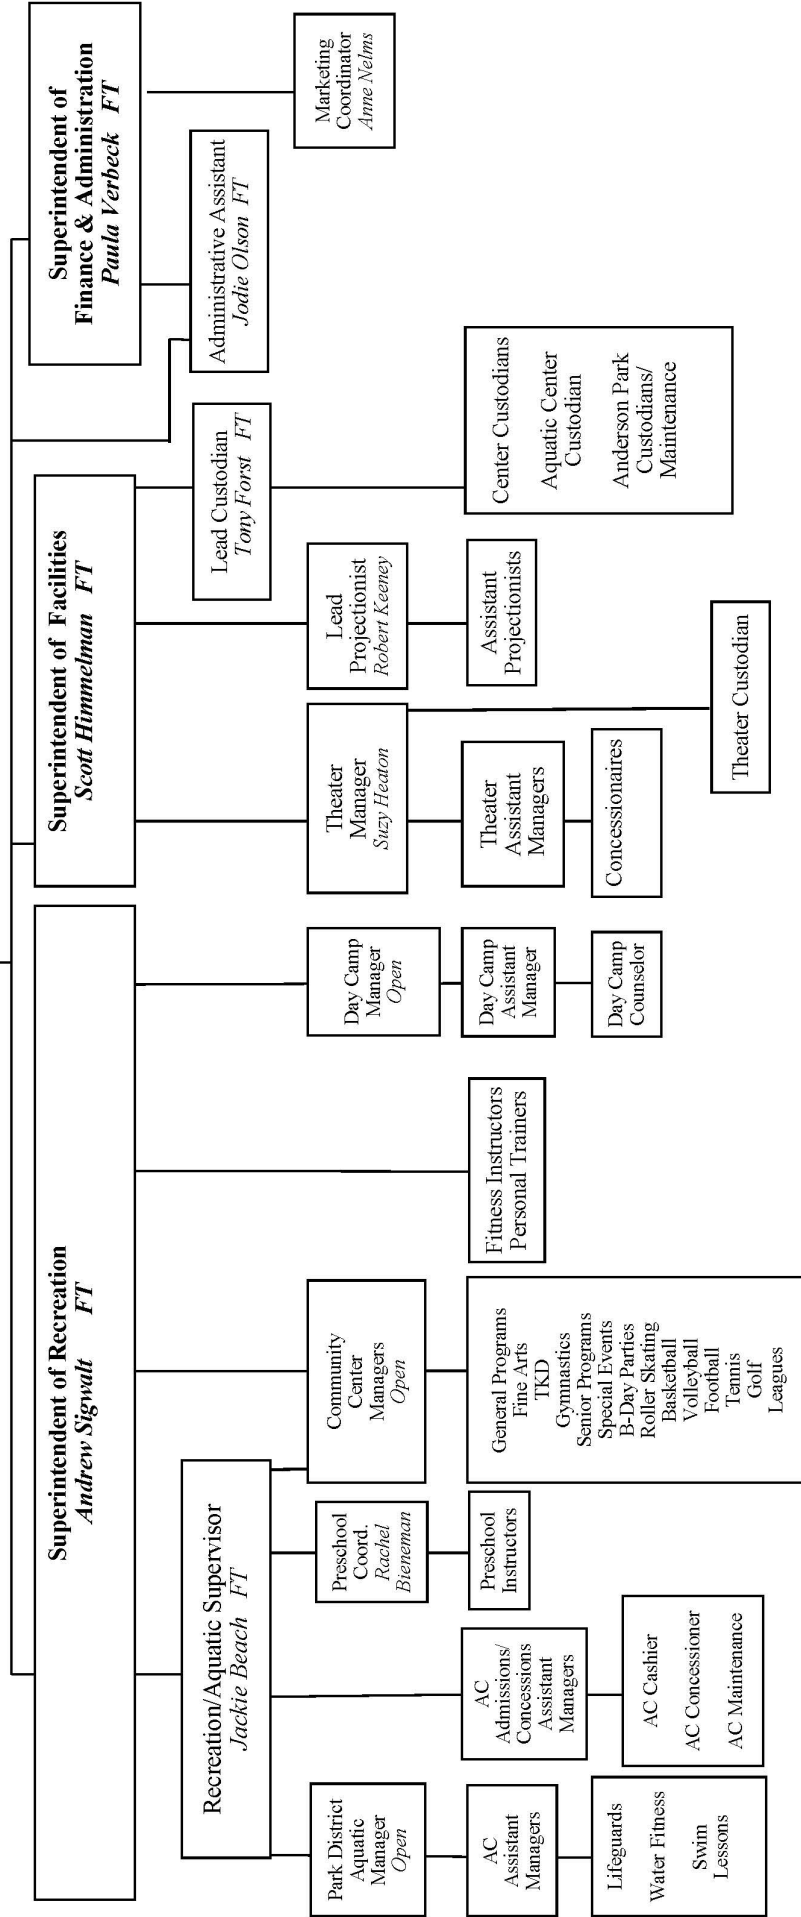 Superintendent of Recreation
Andrew Sigwalt FT
Superintendent of Facilities
Scott Himmelman FT
Superintendent of
Finance & Administration
Paula Verbeck FT
Recreation/Aquatic Supervisor
Jackie Beach FT
Lead Custodian
Tony Forst FT
Administrative Assistant
Jodie Olson FT
Park District
Aquatic
Manager
Open
Preschool
Coord.
Rachel
Bieneman
Community
Center
Managers
Open
Day Camp
Manager
Open
Theater
Manager
Suzy Heaton
Lead
Projectionist
Robert Keeney
Marketing
Coordinator
Anne Nelms
AC
Assistant
Managers
AC
Admissions/
Concessions
Assistant
Managers
Preschool
Instructors
General Programs
Fine Arts
TKD
Gymnastics
Senior Programs
Special Events
B-Day Parties
Roller Skating
Basketball
Volleyball
Football
Tennis
Golf
Leagues
Fitness Instructors
Personal Trainers
Day Camp
Assistant
Manager
Theater
Assistant
Managers
Assistant
Projectionists
Center Custodians
Aquatic Center
Custodian
Anderson Park
Custodians/
Maintenance
Lifeguards
Water Fitness
Swim
Lessons
AC Cashier
AC Concessioner
AC Maintenance
Day Camp
Counselor
Concessionaires
Theater Custodian